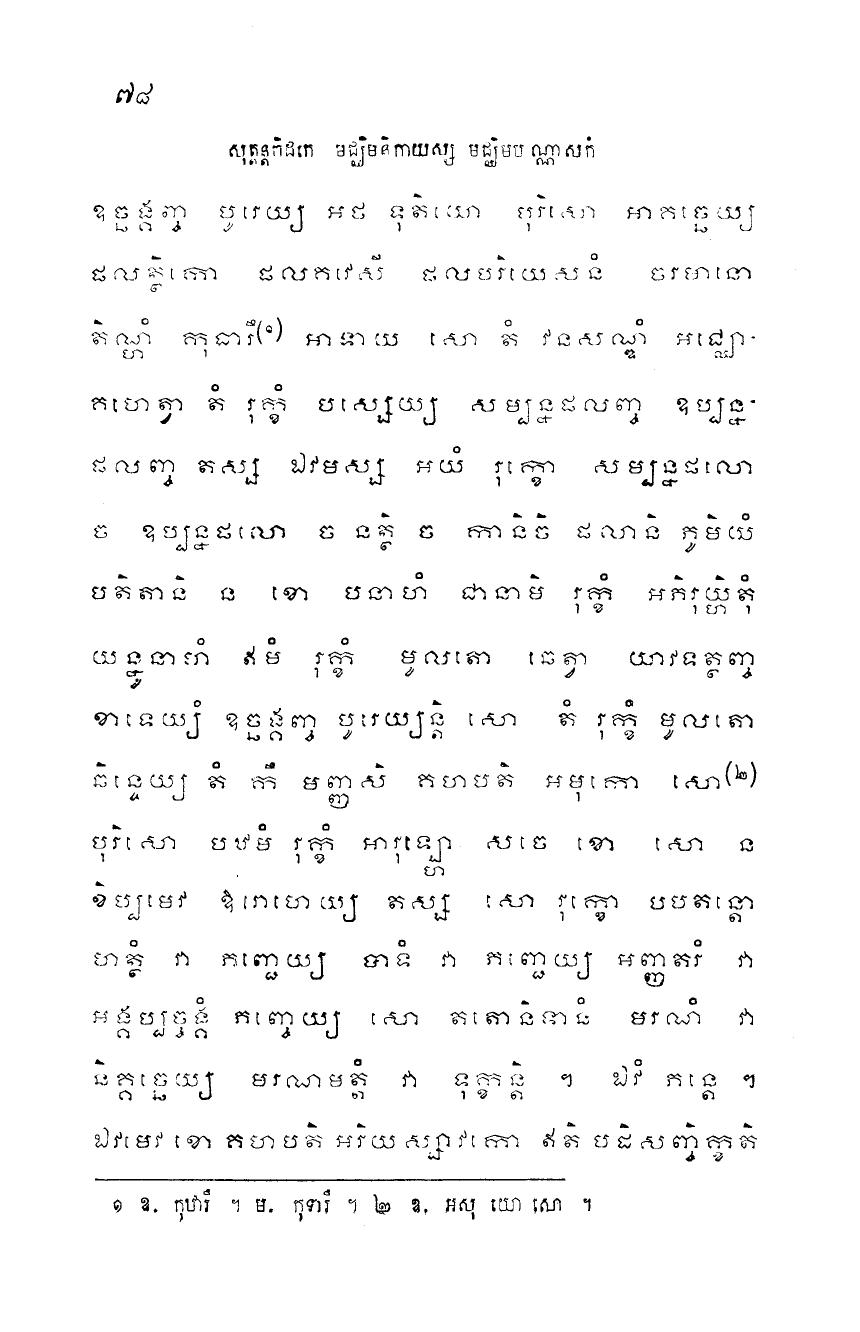 ៧៨
សុត្តន្តបិដកេ មជ្ឈិមនិកាយស្ស មជ្ឈិមបណ្ណាសកំ
ឧច្ឆង្គញ្ច បូរេយ្យ អថ ទុតិយោ បុរិសោ អាគច្ឆេយ្យ
ផលត្ថិកោ ផលគវេសី ផលបរិយេសនំ ចរមានោ
តិណ្ហំ កុធារឹ(១) អាទាយ សោ តំ វនសណ្ឌំ អជ្ឈោ-
គហេត្វា តំ រុក្ខំ បស្សេយ្យ សម្បន្នផលញ្ច ឧប្បន្ន-
ផលញ្ច តស្ស ឯវមស្ស អយំ រុក្ខោ សម្បន្នផលោ
ច ឧប្បន្នផលោ ច នត្ថិ ច កានិចិ ផលានិ ភូមិយំ
បតិតានិ ន ខោ បនាហំ ជានាមិ រុក្ខំ អភិរុយ្ហិតុំ
យន្នូនាហំ ឥមំ រុក្ខំ មូលតោ ឆេត្វា យាវទត្ថញ្ច
ខាទេយ្យំ ឧច្ឆង្គញ្ច បូរេយ្យន្តិ សោ តំ រុក្ខំ មូលតោ
ឆិន្ទេយ្យ តំ កឹ មញ្ញសិ គហបតិ អមុកោ សោ(២)
បុរិសោ បឋមំ រុក្ខំ អារុឡ្ហោ សចេ ខោ សោ ន
ខិប្បមេវ ឱរោហេយ្យ តស្ស សោ រុក្ខោ បបតន្តោ
ហត្ថំ វា ភញ្ជេយ្យ បាទំ វា ភញ្ជេយ្យ អញ្ញតរំ វា
អង្គប្បច្ចង្គំ ភញ្ជេយ្យ សោ តតោនិទានំ មរណំ វា
និគ្គច្ឆេយ្យ មរណមត្តំ វា ទុក្ខន្តិ ។ ឯវំ ភន្តេ ។
ឯវមេវ ខោ គហបតិ អរិយស្សាវកោ ឥតិ បដិសញ្ចិក្ខតិ
១ ឱ. កុឋារឹ ។ ម. កុទារឹ ។ ២ ឱ. អសុ យោ សោ ។